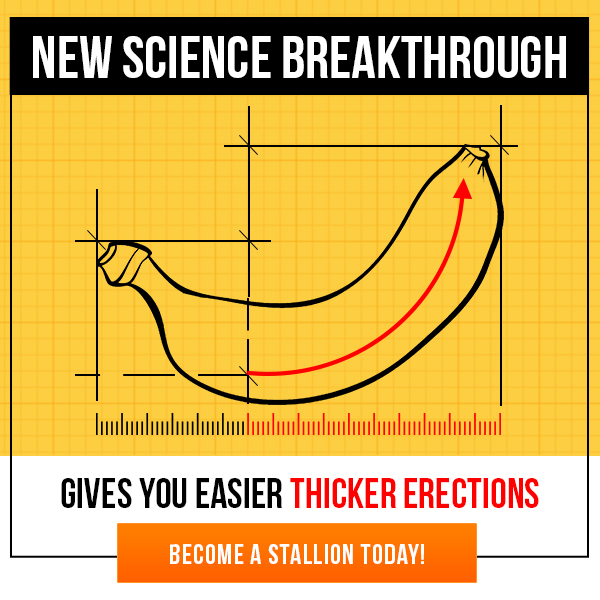 NEW SCIENCE BREAKTHROUGH
GIVES YOU EASIER THICKER ERECTIONS
BECOME A STALLION TODAY!